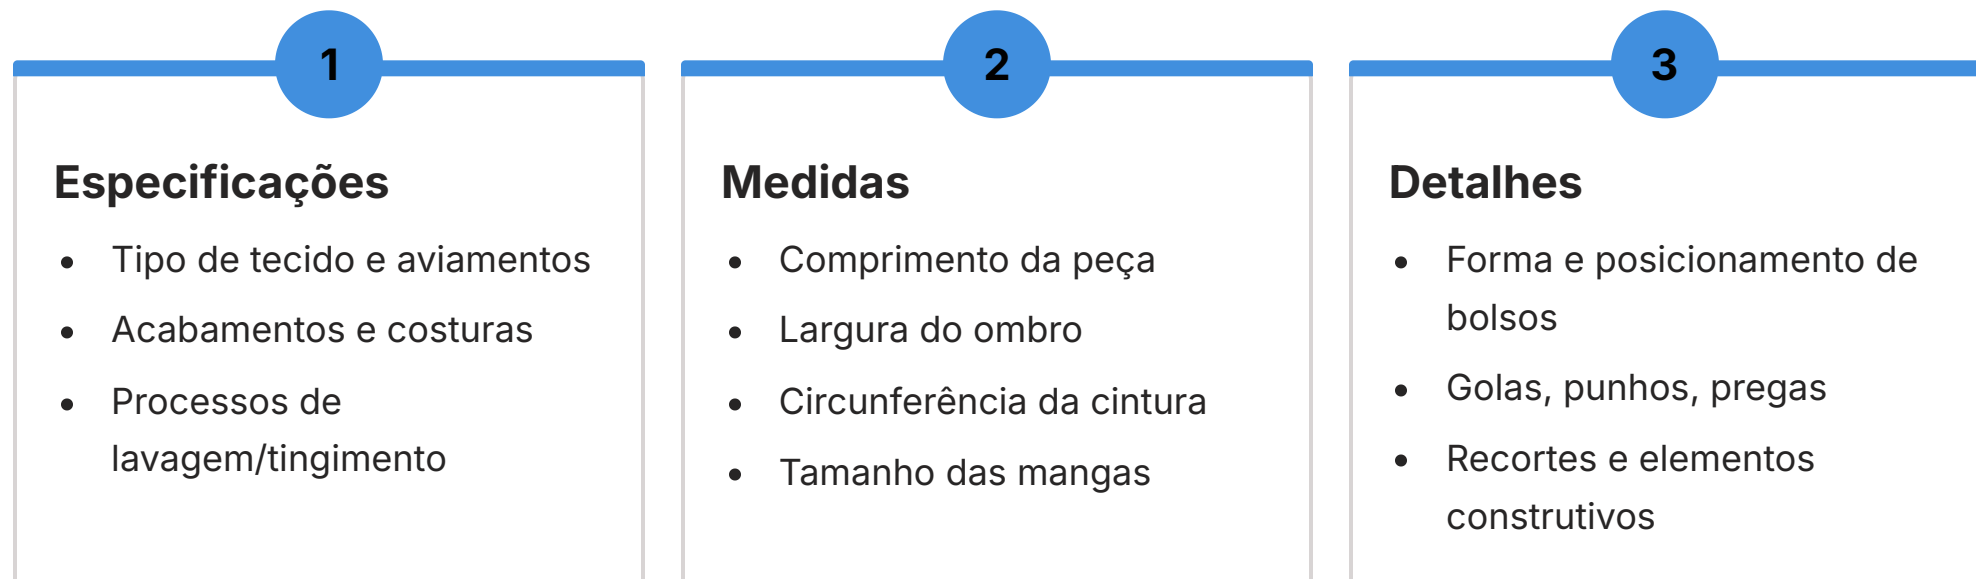 1
Especificações
• Tipo de tecido e aviamentos
• Acabamentos e costuras
• Processos de
lavagem/tingimento
2
Medidas
• Comprimento da peça
• Largura do ombro
• Circunferência da cintura
• Tamanho das mangas
3
Detalhes
• Forma e posicionamento de
bolsos
• Golas, punhos, pregas
• Recortes e elementos
construtivos